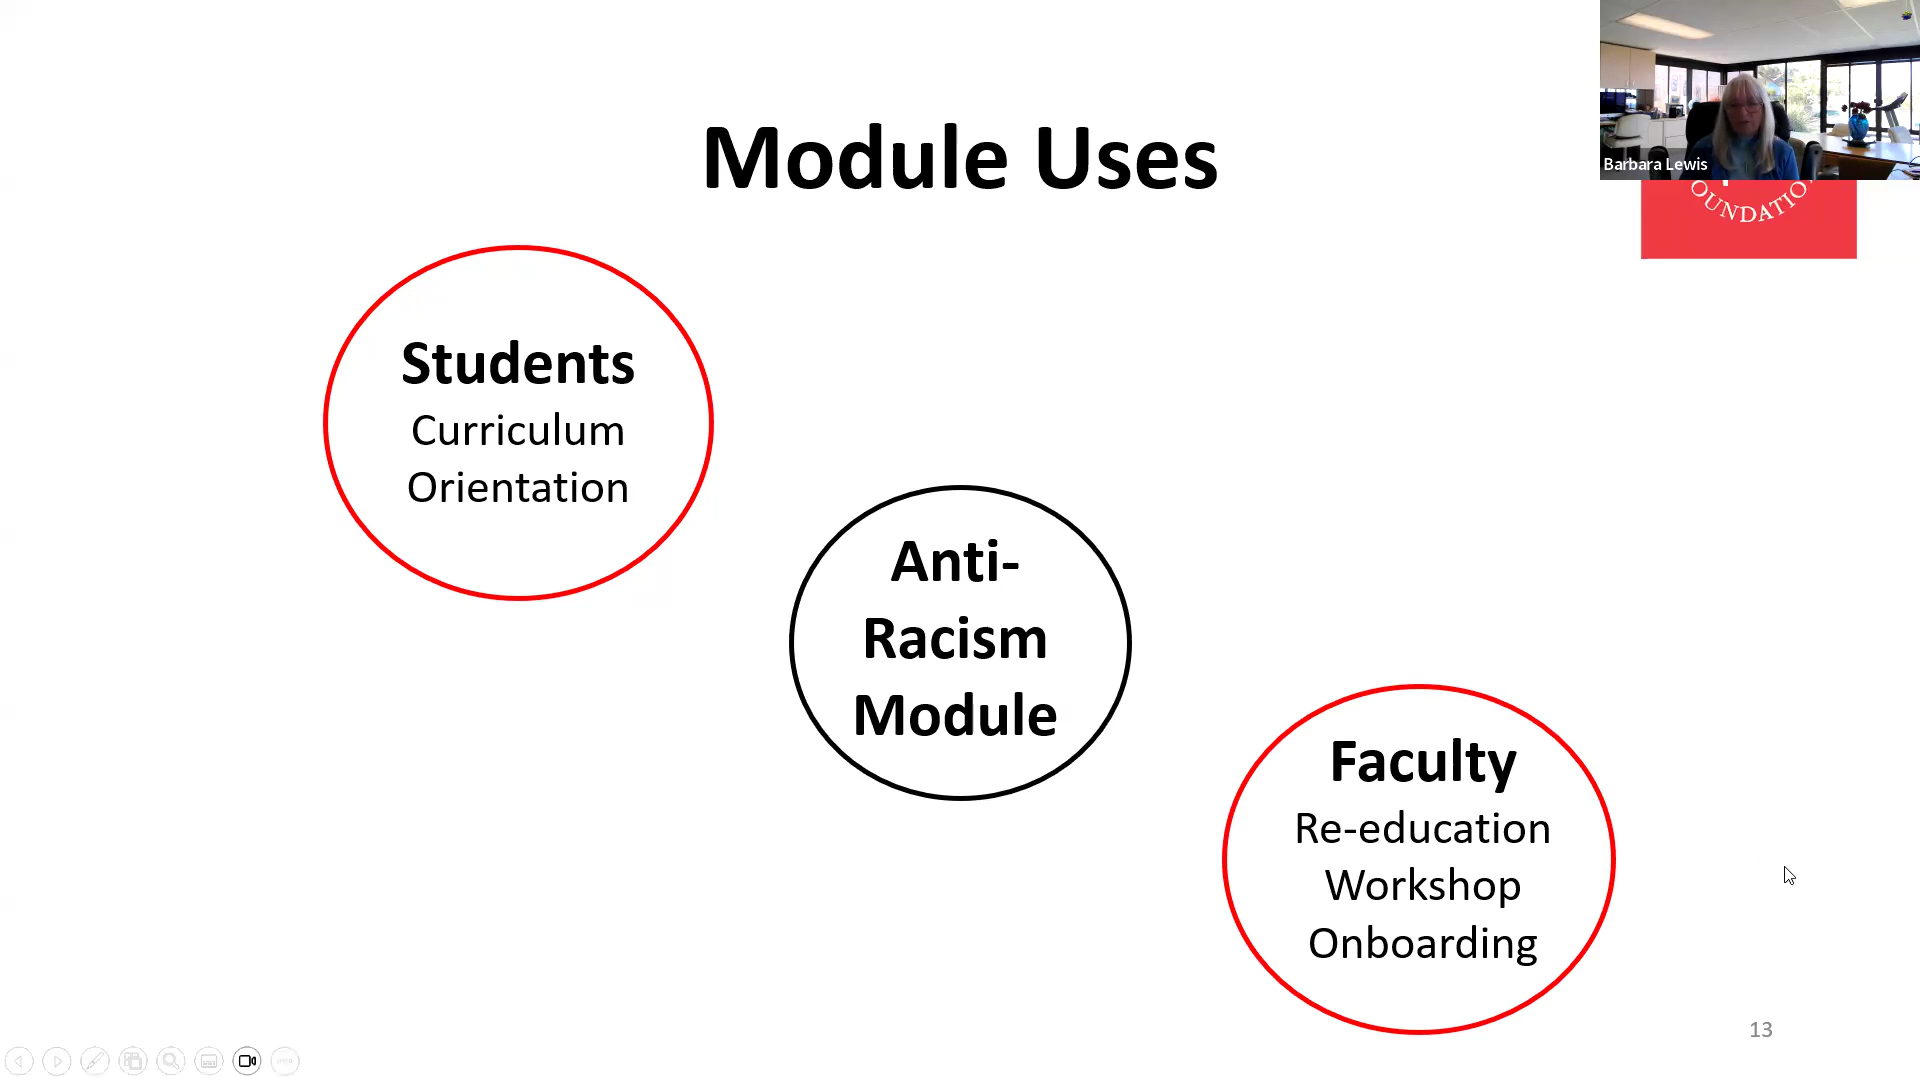 Module Uses
Barbara Lewis
OUNDATIO
Students
Curriculum
Orientation
Anti-
Racism
Module
Faculty
Re-education
Workshop
Onboarding
13